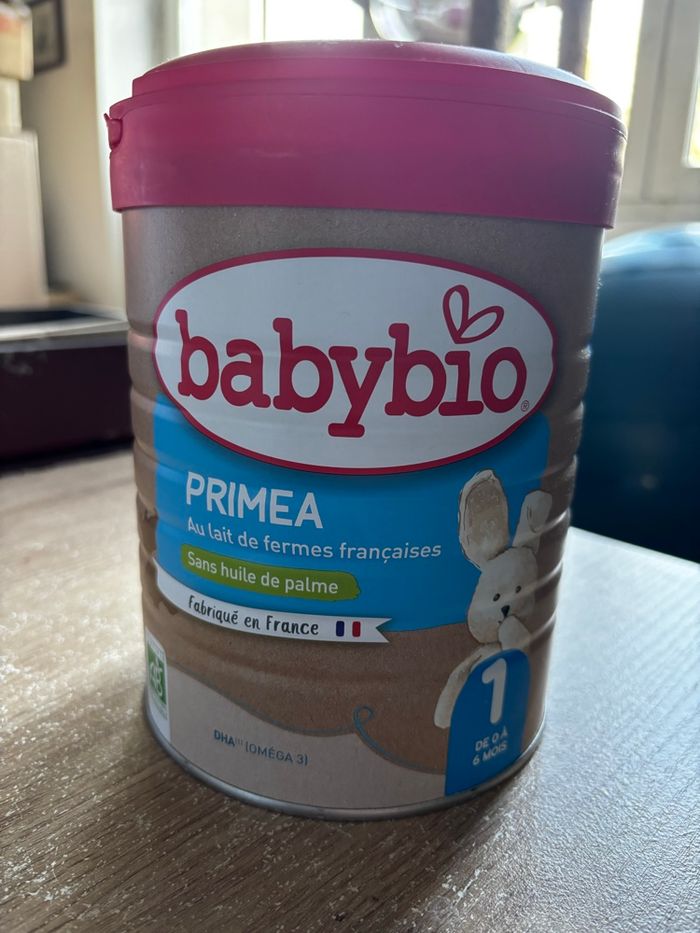 babybio®
PRIMEA
Au lait de fermes françaises
Sans huile de palme
Fabriqué en France
AB
1
DE 0 À
6 MOIS
DHA⁽¹⁾ (OMÉGA 3)